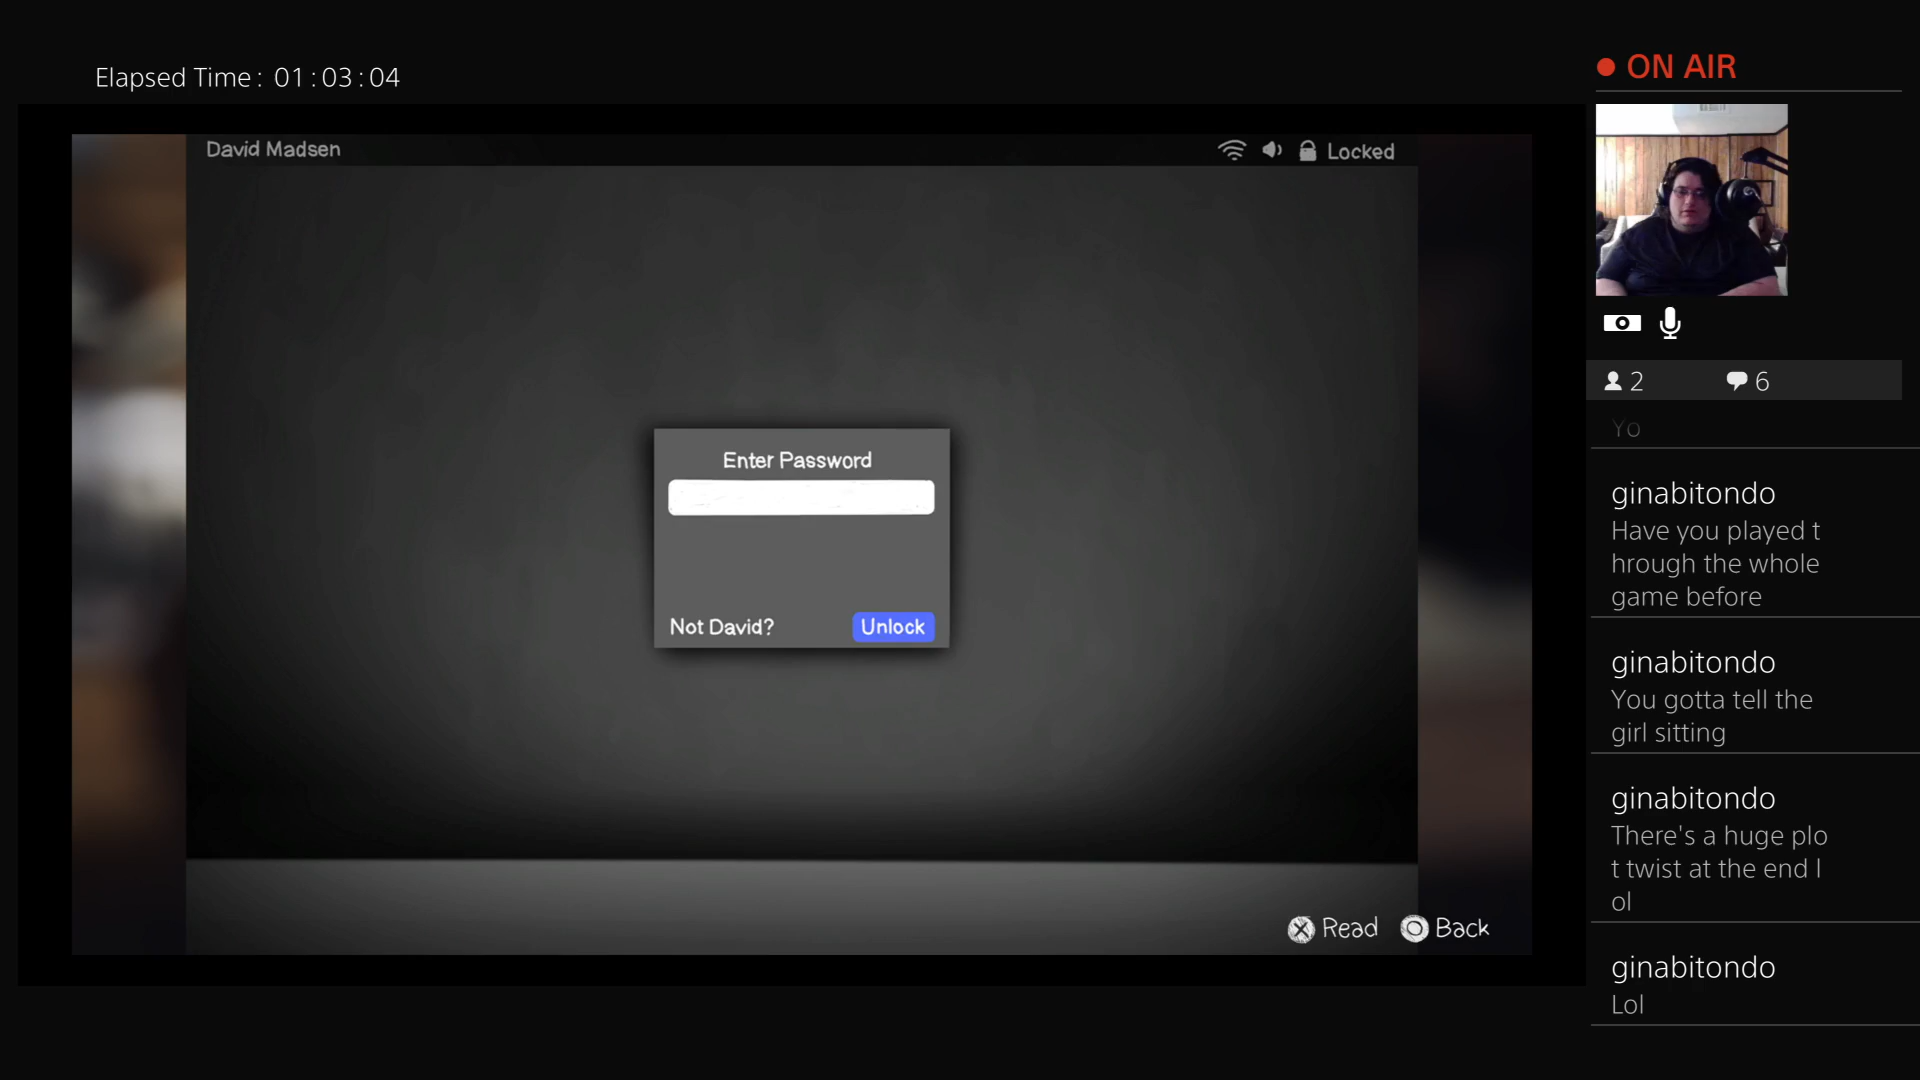 Elapsed Time: 01:03:04
ON AIR
David Madsen
Locked
Enter Password
Not David?
Unlock
Read
Back
2
6
Yo
ginabitondo
Have you played t
hrough the whole
game before
ginabitondo
You gotta tell the
girl sitting
ginabitondo
There's a huge plo
t twist at the end l
ol
ginabitondo
Lol